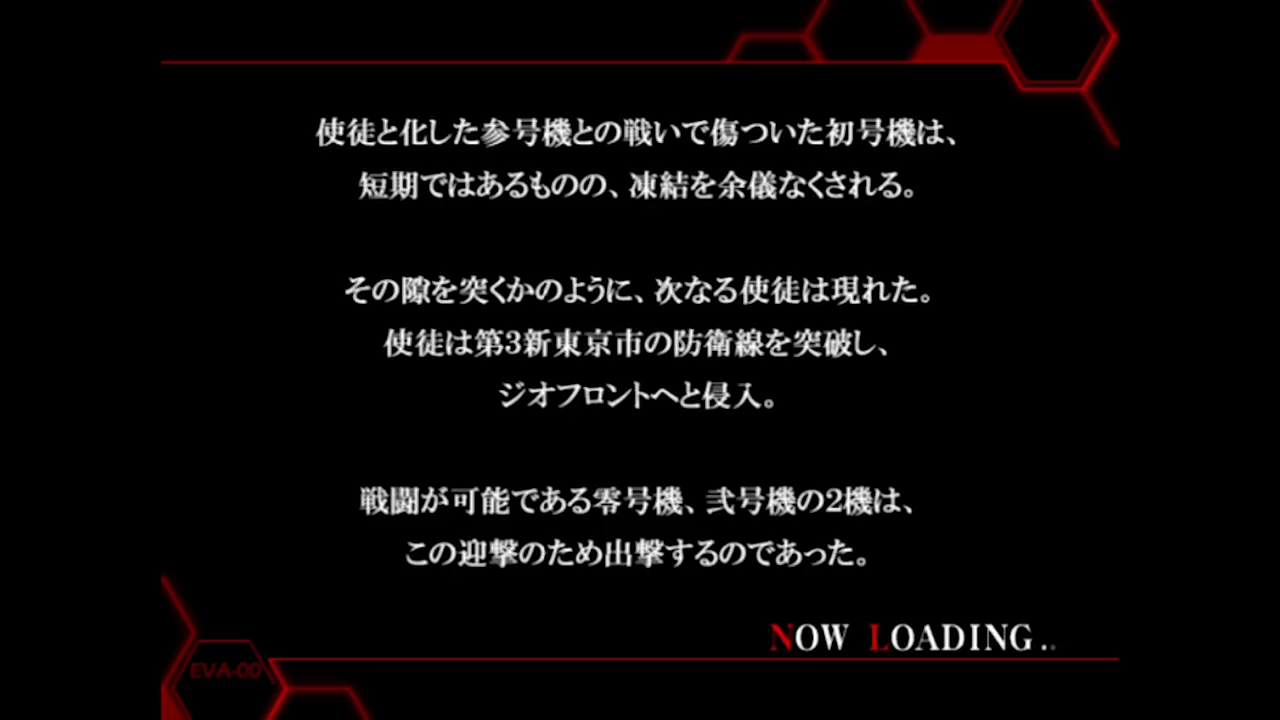 使徒と化した参号機との戦いで傷ついた初号機は、
短期ではあるものの、凍結を余儀なくされる。
その隙を突くかのように、次なる使徒は現れた。
使徒は第3新東京市の防衛線を突破し、
ジオフロントへと侵入。
戦闘が可能である零号機、弐号機の2機は、
この迎撃のため出撃するのであった。
NOW LOADING..
EVA-00